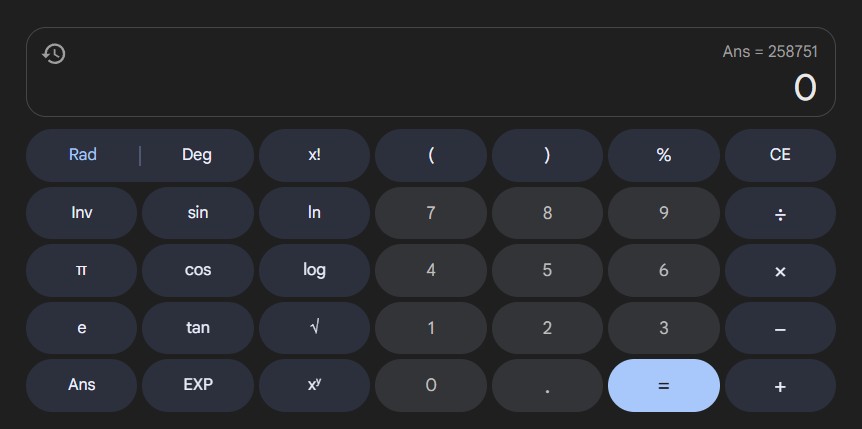 Ans = 258751
0
Rad | Deg x! ( ) % CE
Inv sin ln 7 8 9 ÷
π cos log 4 5 6 ×
e tan √ 1 2 3 −
Ans EXP xʸ 0 . = +